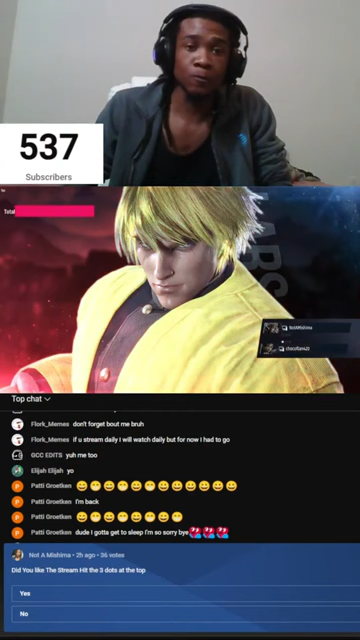 537
Subscribers
Total
NotAMishima
Top chat
Flork_Memes don't forget bout me bruh
Flork_Memes if u stream daily I will watch daily but for now I had to go
GCC EDITS yuh me too
Elijah Elijah yo
Patti Groetken 😀😁😀😁😀😁😀😀😀😀😀😀
Patti Groetken I'm back
Patti Groetken 😀😁😀😁😀😁😀😁
Patti Groetken dude I gotta get to sleep I'm so sorry bye
Not A Mishima • 2h ago • 36 votes
Did You like The Stream Hit the 3 dots at the top
Yes
No